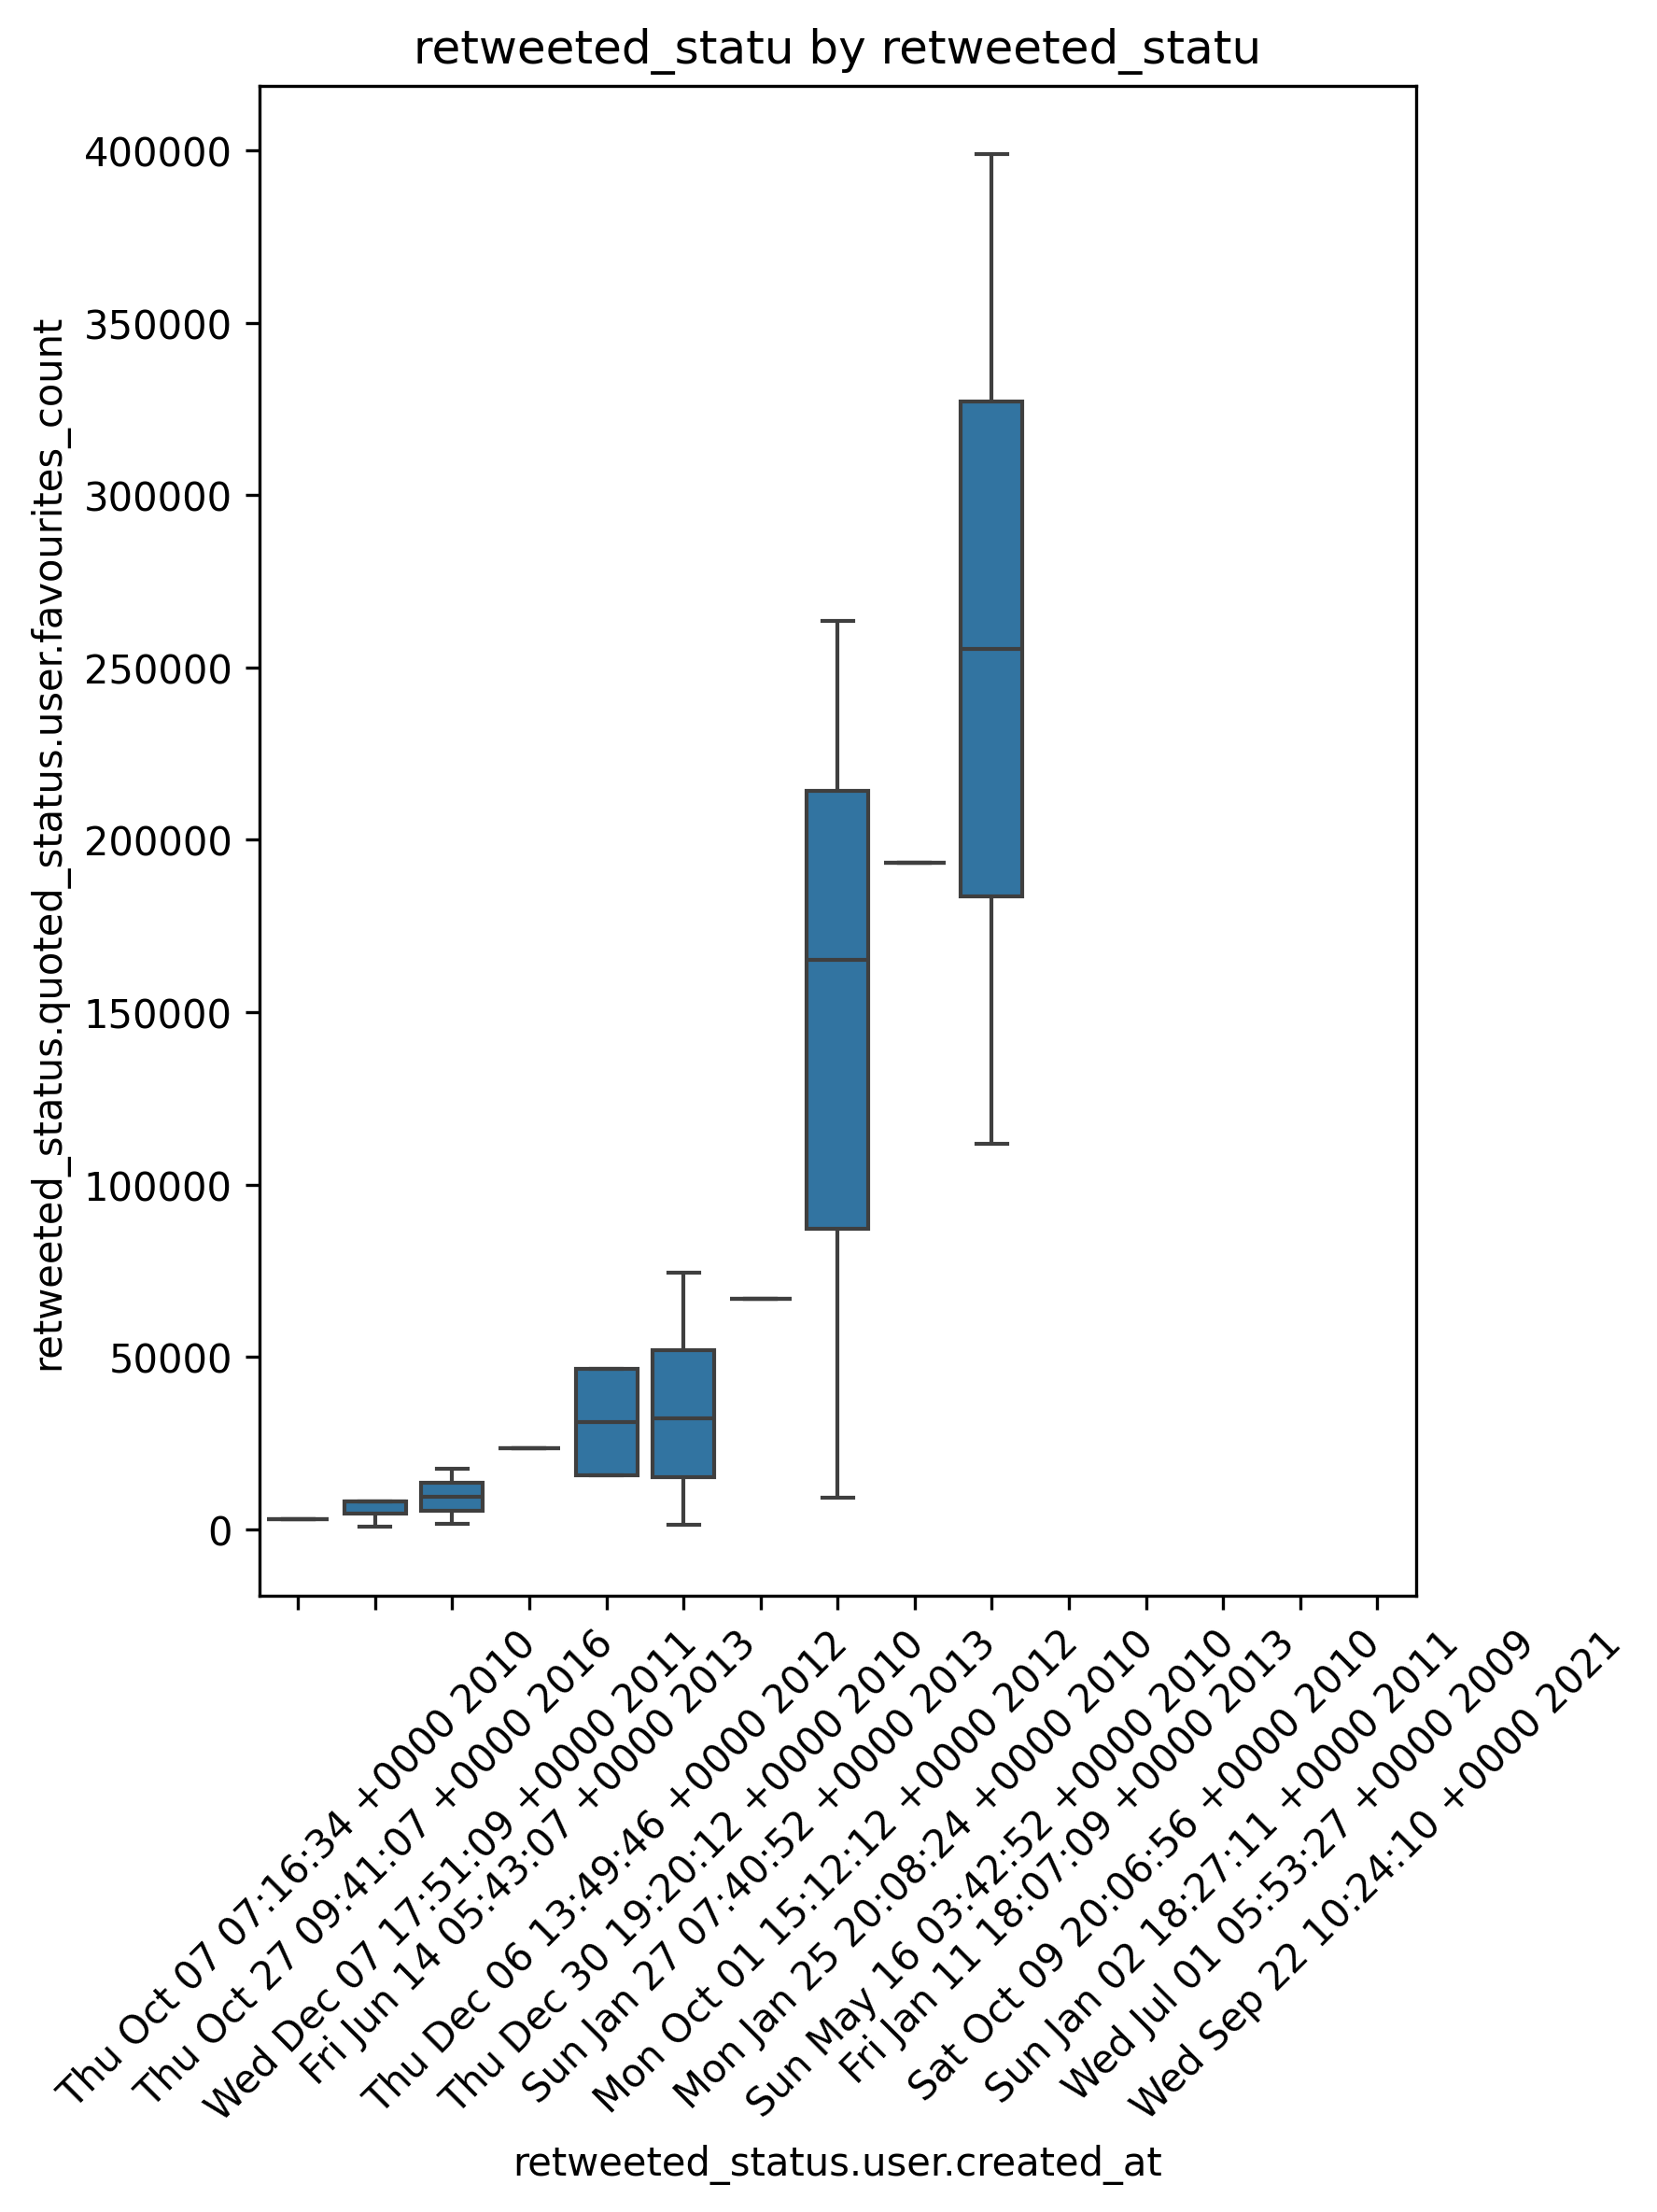 retweeted_statu by retweeted_statu
retweeted_status.quoted_status.user.favourites_count
400000
350000
300000
250000
200000
150000
100000
50000
0
Thu Oct 07 07:16:34 +0000 2010
Thu Oct 27 09:41:07 +0000 2016
Wed Dec 07 17:51:09 +0000 2011
Fri Jun 14 05:43:07 +0000 2013
Thu Dec 06 13:49:46 +0000 2012
Thu Dec 30 19:20:12 +0000 2010
Sun Jan 27 07:40:52 +0000 2013
Mon Oct 01 15:12:12 +0000 2012
Mon Jan 25 20:08:24 +0000 2010
Sun May 16 03:42:52 +0000 2010
Fri Jan 11 18:07:09 +0000 2013
Sat Oct 09 20:06:56 +0000 2010
Sun Jan 02 18:27:11 +0000 2011
Wed Jul 01 05:53:27 +0000 2009
Wed Sep 22 10:24:10 +0000 2021
retweeted_status.user.created_at